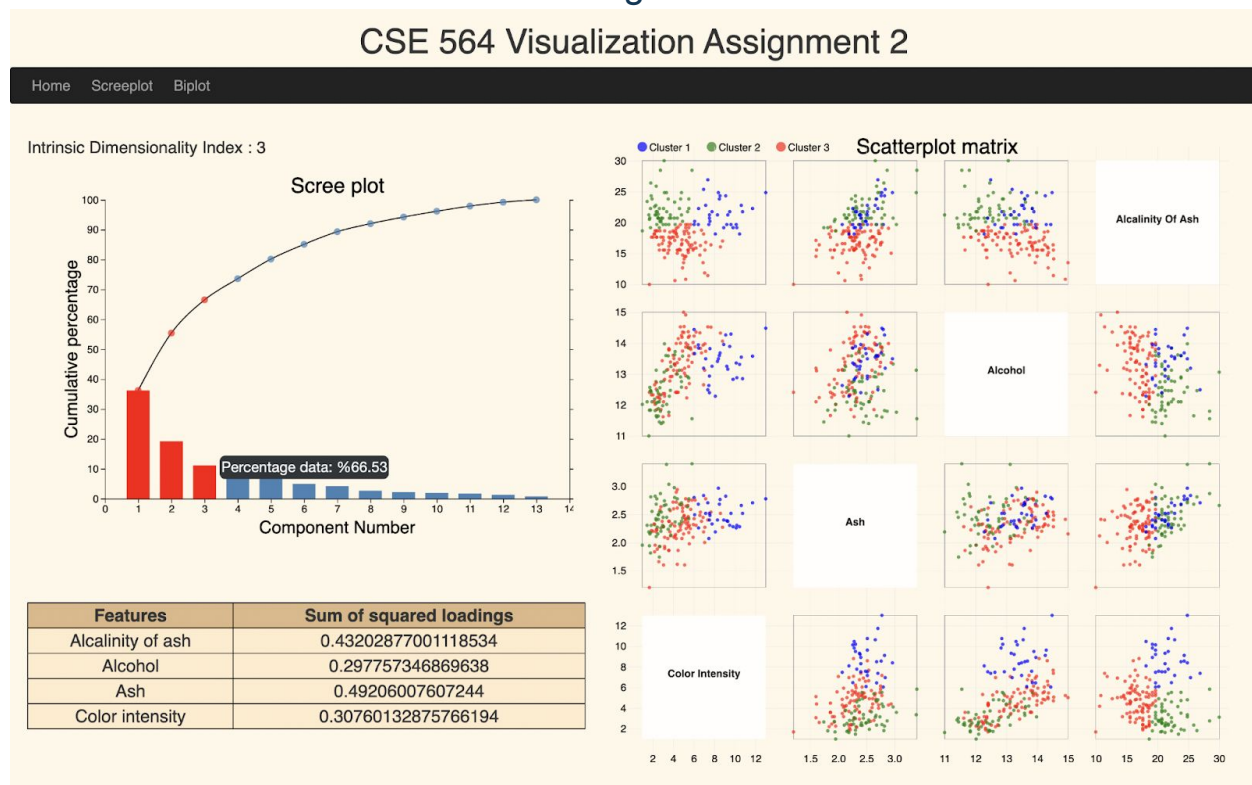 CSE 564 Visualization Assignment 2
Home Screeplot Biplot
Intrinsic Dimensionality Index : 3
Scree plot
100
90
80
70
60
50
40
30
20
10
0
Cumulative percentage
Percentage data: %66.53
0 1 2 3 4 5 6 7 8 9 10 11 12 13
Component Number
Features Sum of squared loadings
Alcalinity of ash 0.43202877001118534
Alcohol 0.297757346869638
Ash 0.49206007607244
Color intensity 0.30760132875766194
Cluster 1 Cluster 2 Cluster 3 Scatterplot matrix
30
25
20
15
10
Alcalinity Of Ash
15
14
13
12
11
Alcohol
3.0
2.5
2.0
1.5
Ash
12
10
8
6
4
2
Color Intensity
2 4 6 8 10 12 1.5 2.0 2.5 3.0 11 12 13 14 15 10 15 20 25 30